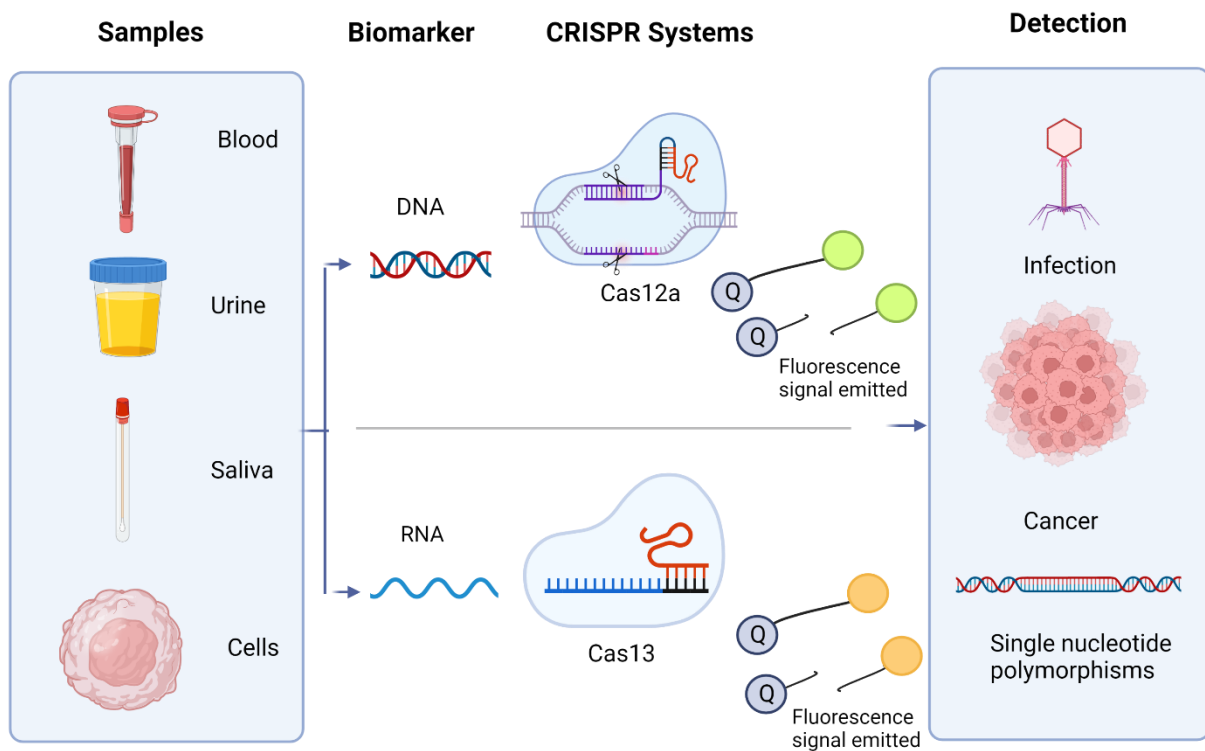 Samples
Biomarker
CRISPR Systems
Detection
Blood
Urine
Saliva
Cells
DNA
Cas12a
Q
Q
Fluorescence
signal emitted
RNA
Cas13
Q
Q
Fluorescence
signal emitted
Infection
Cancer
Single nucleotide
polymorphisms